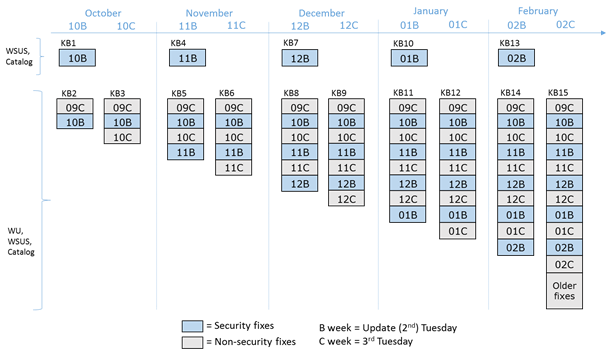 October November December January February
10B 10C 11B 11C 12B 12C 01B 01C 02B 02C
WSUS,
Catalog
KB1 KB4 KB7 KB10 KB13
10B 11B 12B 01B 02B
WU,
WSUS,
Catalog
KB2 KB3 KB5 KB6 KB8 KB9 KB11 KB12 KB14 KB15
09C 09C 09C 09C 09C 09C 09C 09C 09C 09C
10B 10B 10B 10B 10B 10B 10B 10B 10B 10B
10C 10C 10C 10C 10C 10C 10C 10C 10C
11B 11B 11B 11B 11B 11B 11B 11B
11C 11C 11C 11C 11C 11C 11C
12B 12B 12B 12B 12B 12B
12C 12C 12C 12C 12C
01B 01B 01B 01B
01C 01C 01C
02B 02B
02C
Older
fixes
= Security fixes
= Non-security fixes
B week = Update (2nd) Tuesday
C week = 3rd Tuesday